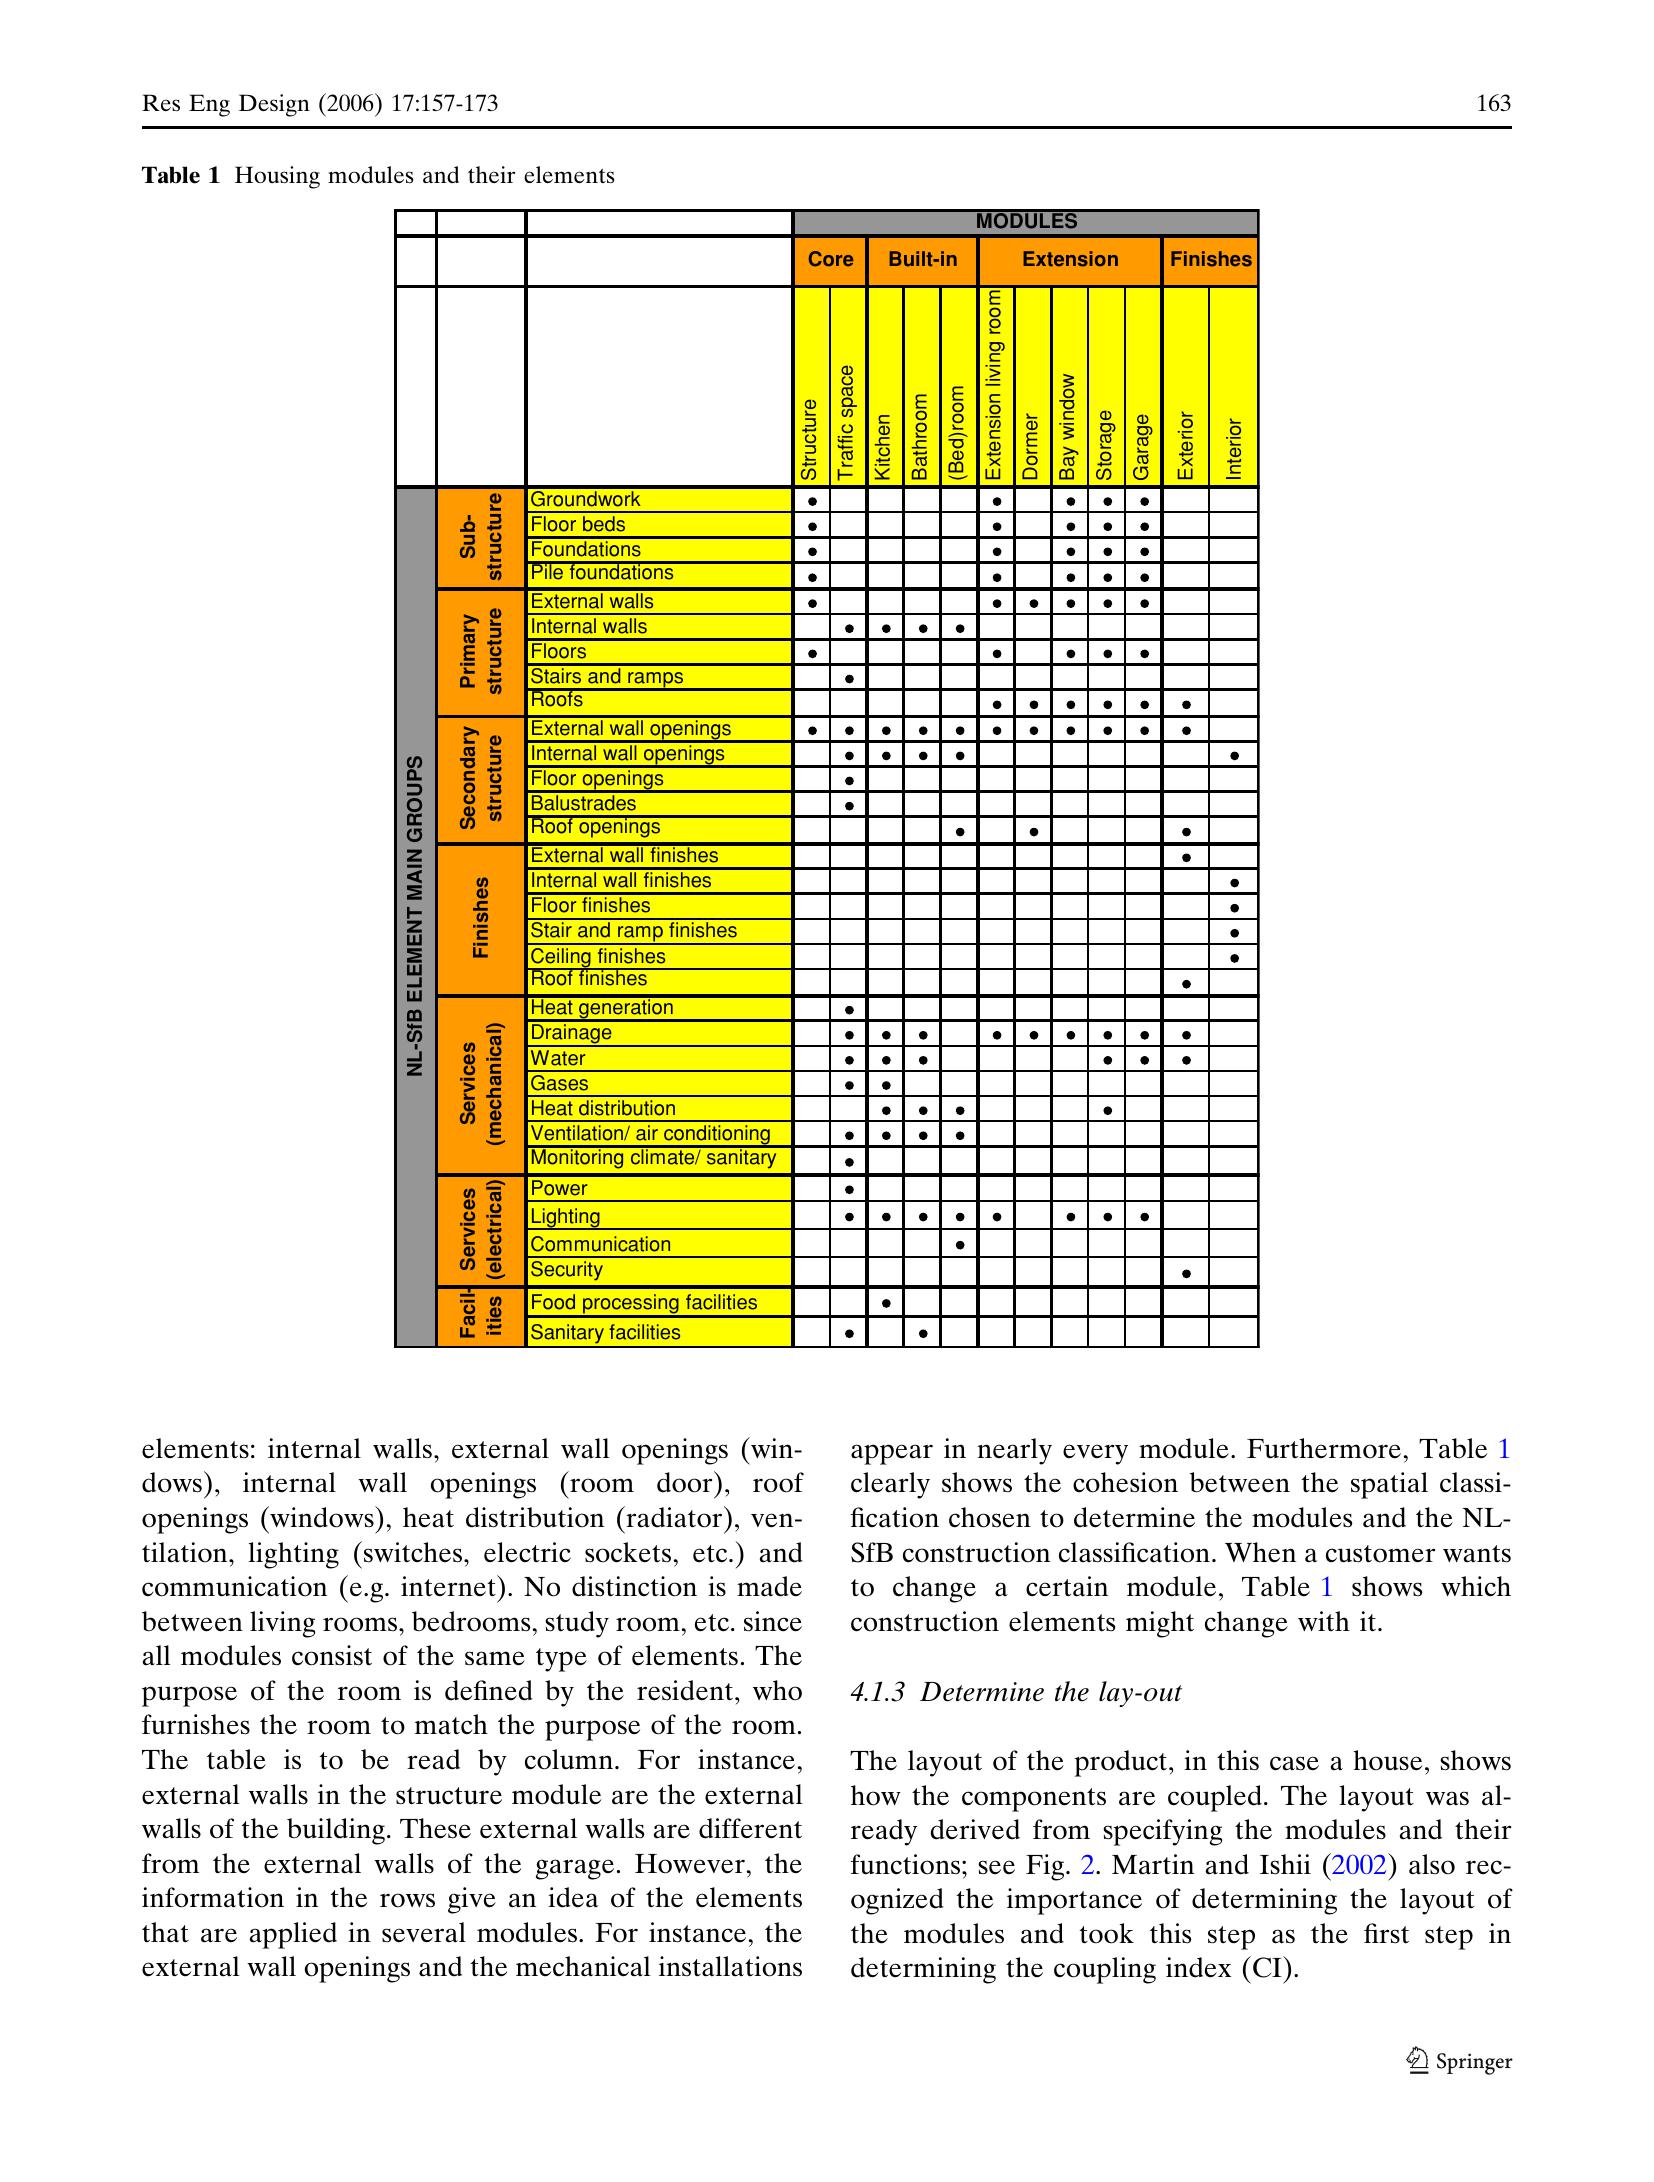 Res Eng Design (2006) 17:157-173 163
Table 1 Housing modules and their elements
MODULES
Core Built-in Extension Finishes
Structure
Traffic space
Kitchen
Bathroom
(Bed)room
Extension living room
Dormer
Bay window
Storage
Garage
Exterior
Interior
NL-SfB ELEMENT MAIN GROUPS
Sub-
structure
Groundwork • • • • •
Floor beds • • • • •
Foundations • • • • •
Pile foundations • • • • •
Primary
structure
External walls • • • • • •
Internal walls • • • •
Floors • • • • •
Stairs and ramps •
Roofs • • • • • •
Secondary
structure
External wall openings • • • • • • • • • • •
Internal wall openings • • • • •
Floor openings •
Balustrades •
Roof openings • • •
Finishes
External wall finishes •
Internal wall finishes •
Floor finishes •
Stair and ramp finishes •
Ceiling finishes •
Roof finishes •
Services
(mechanical)
Heat generation •
Drainage • • • • • • • • •
Water • • • • • •
Gases • •
Heat distribution • • • •
Ventilation/ air conditioning • • • •
Monitoring climate/ sanitary •
Services
(electrical)
Power •
Lighting • • • • • • • •
Communication •
Security •
Facil-
ities
Food processing facilities •
Sanitary facilities • •
elements: internal walls, external wall openings (win-
dows), internal wall openings (room door), roof
openings (windows), heat distribution (radiator), ven-
tilation, lighting (switches, electric sockets, etc.) and
communication (e.g. internet). No distinction is made
between living rooms, bedrooms, study room, etc. since
all modules consist of the same type of elements. The
purpose of the room is defined by the resident, who
furnishes the room to match the purpose of the room.
The table is to be read by column. For instance,
external walls in the structure module are the external
walls of the building. These external walls are different
from the external walls of the garage. However, the
information in the rows give an idea of the elements
that are applied in several modules. For instance, the
external wall openings and the mechanical installations
appear in nearly every module. Furthermore, Table 1
clearly shows the cohesion between the spatial classi-
fication chosen to determine the modules and the NL-
SfB construction classification. When a customer wants
to change a certain module, Table 1 shows which
construction elements might change with it.
4.1.3 Determine the lay-out
The layout of the product, in this case a house, shows
how the components are coupled. The layout was al-
ready derived from specifying the modules and their
functions; see Fig. 2. Martin and Ishii (2002) also rec-
ognized the importance of determining the layout of
the modules and took this step as the first step in
determining the coupling index (CI).
Springer